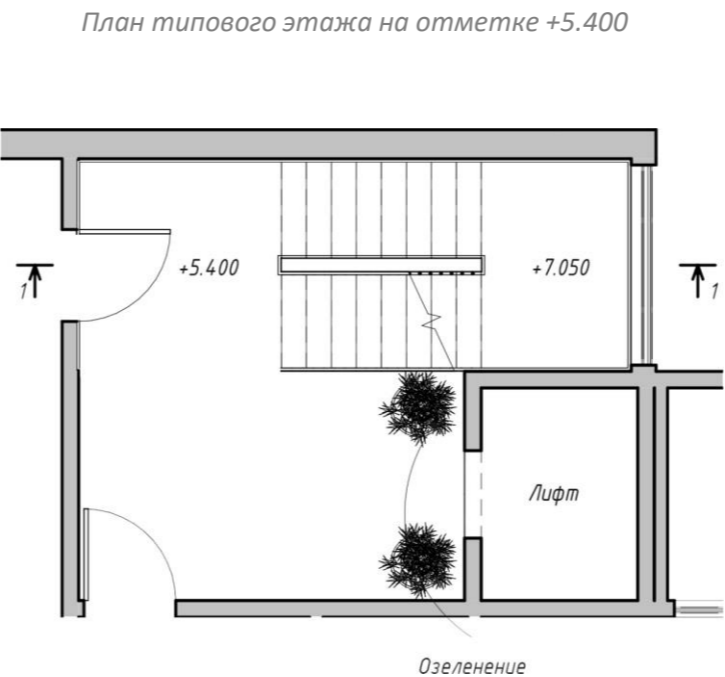 План типового этажа на отметке +5.400
+5.400
+7.050
1
1
Лифт
Озеленение